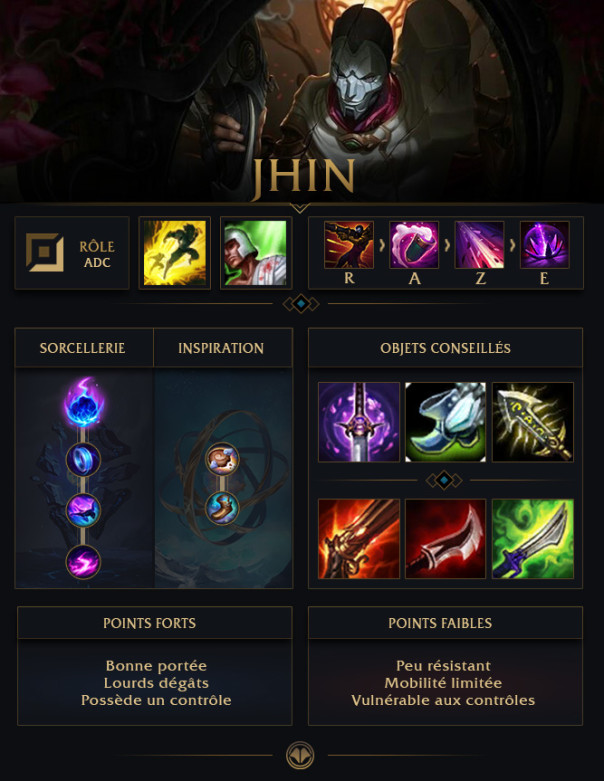 JHIN
RÔLE
ADC
R
A
Z
E
SORCELLERIE
INSPIRATION
OBJETS CONSEILLÉS
POINTS FORTS
Bonne portée
Lourds dégâts
Possède un contrôle
POINTS FAIBLES
Peu résistant
Mobilité limitée
Vulnérable aux contrôles